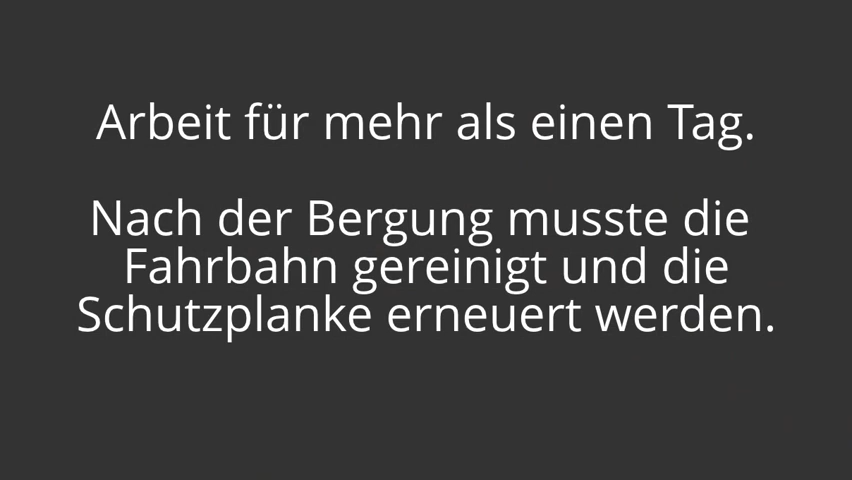 Arbeit für mehr als einen Tag.
Nach der Bergung musste die
Fahrbahn gereinigt und die
Schutzplanke erneuert werden.